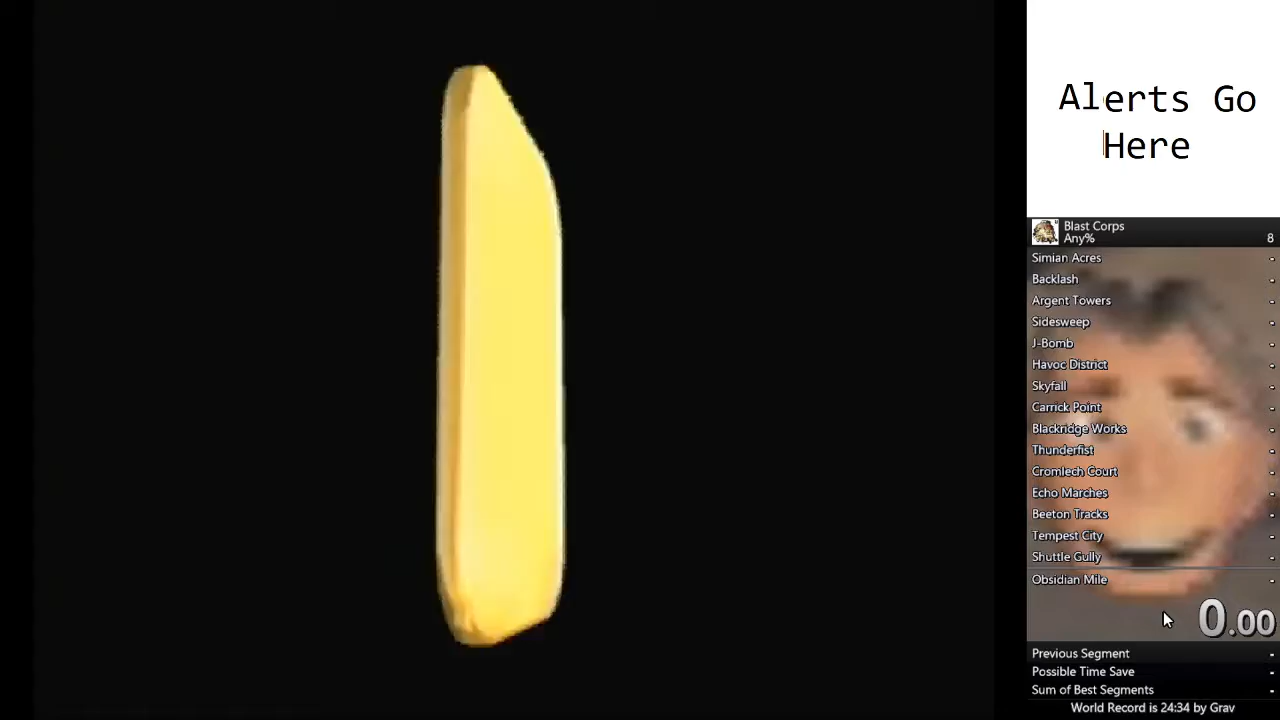 Alerts Go
Here
Blast Corps
Any% 8
Simian Acres -
Backlash -
Argent Towers -
Sidesweep -
J-Bomb -
Havoc District -
Skyfall -
Carrick Point -
Blackridge Works -
Thunderfist -
Cromlech Court -
Echo Marches -
Beeton Tracks -
Tempest City -
Shuttle Gully -
Obsidian Mile -
0.00
Previous Segment -
Possible Time Save -
Sum of Best Segments -
World Record is 24:34 by Grav